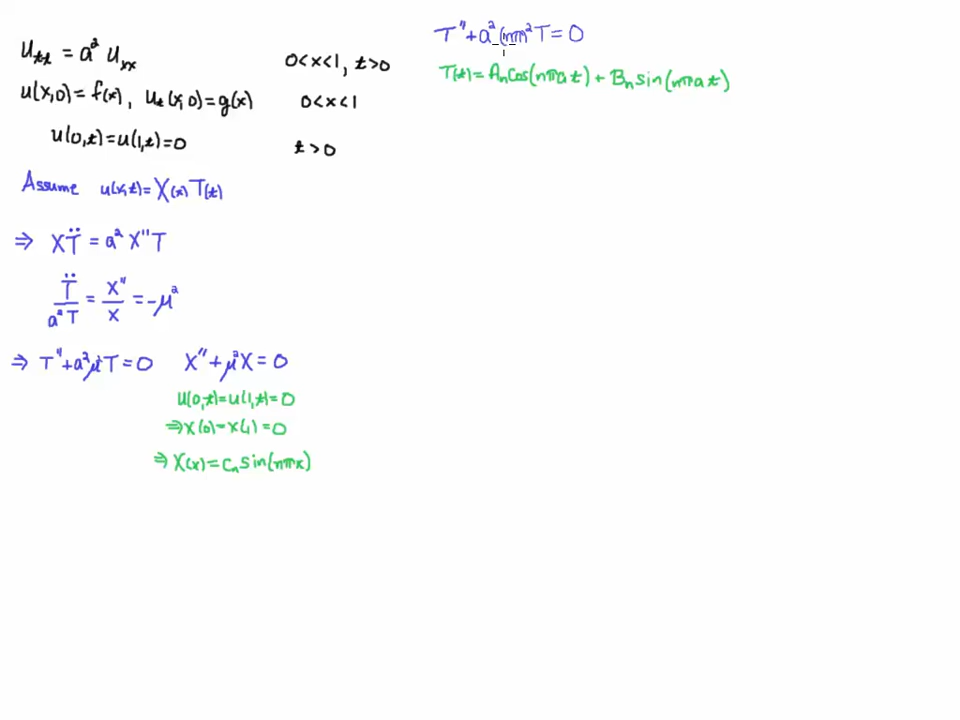 u_tt = a² u_xx   0<x<1, t>0
u(x,0)=f(x), u_t(x,0)=g(x)   0<x<1
u(0,t)=u(1,t)=0   t>0
Assume u(x,t)=X(x)T(t)
⇒ XT̈ = a² X''T
T̈/(a²T) = X''/X = -μ²
⇒ T''+a²μ²T=0   X''+μ²X=0
u(0,t)=u(1,t)=0
⇒X(0)=X(1)=0
⇒ X(x)=c_n sin(nπx)
T''+a²(nπ)²T=0
T(t)=A_n cos(nπat)+B_n sin(nπat)